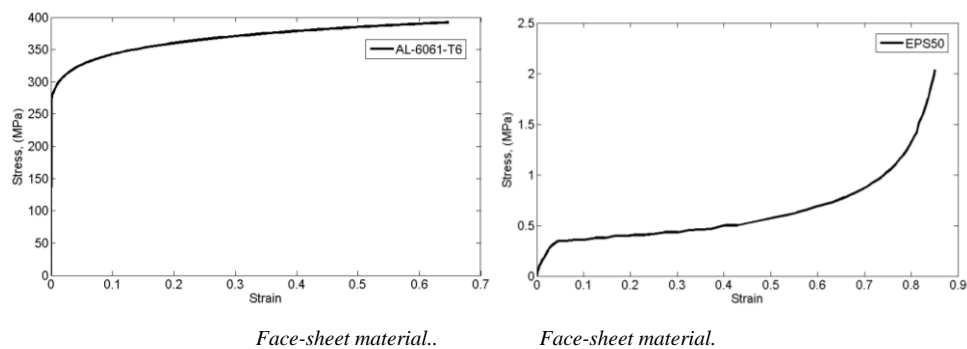 400
350
300
250
200
150
100
50
0
Stress, (MPa)
AL-6061-T6
0 0.1 0.2 0.3 0.4 0.5 0.6 0.7
Strain
2.5
2
1.5
1
0.5
0
Stress, (MPa)
EPS50
0 0.1 0.2 0.3 0.4 0.5 0.6 0.7 0.8 0.9
Strain
Face-sheet material.. Face-sheet material.